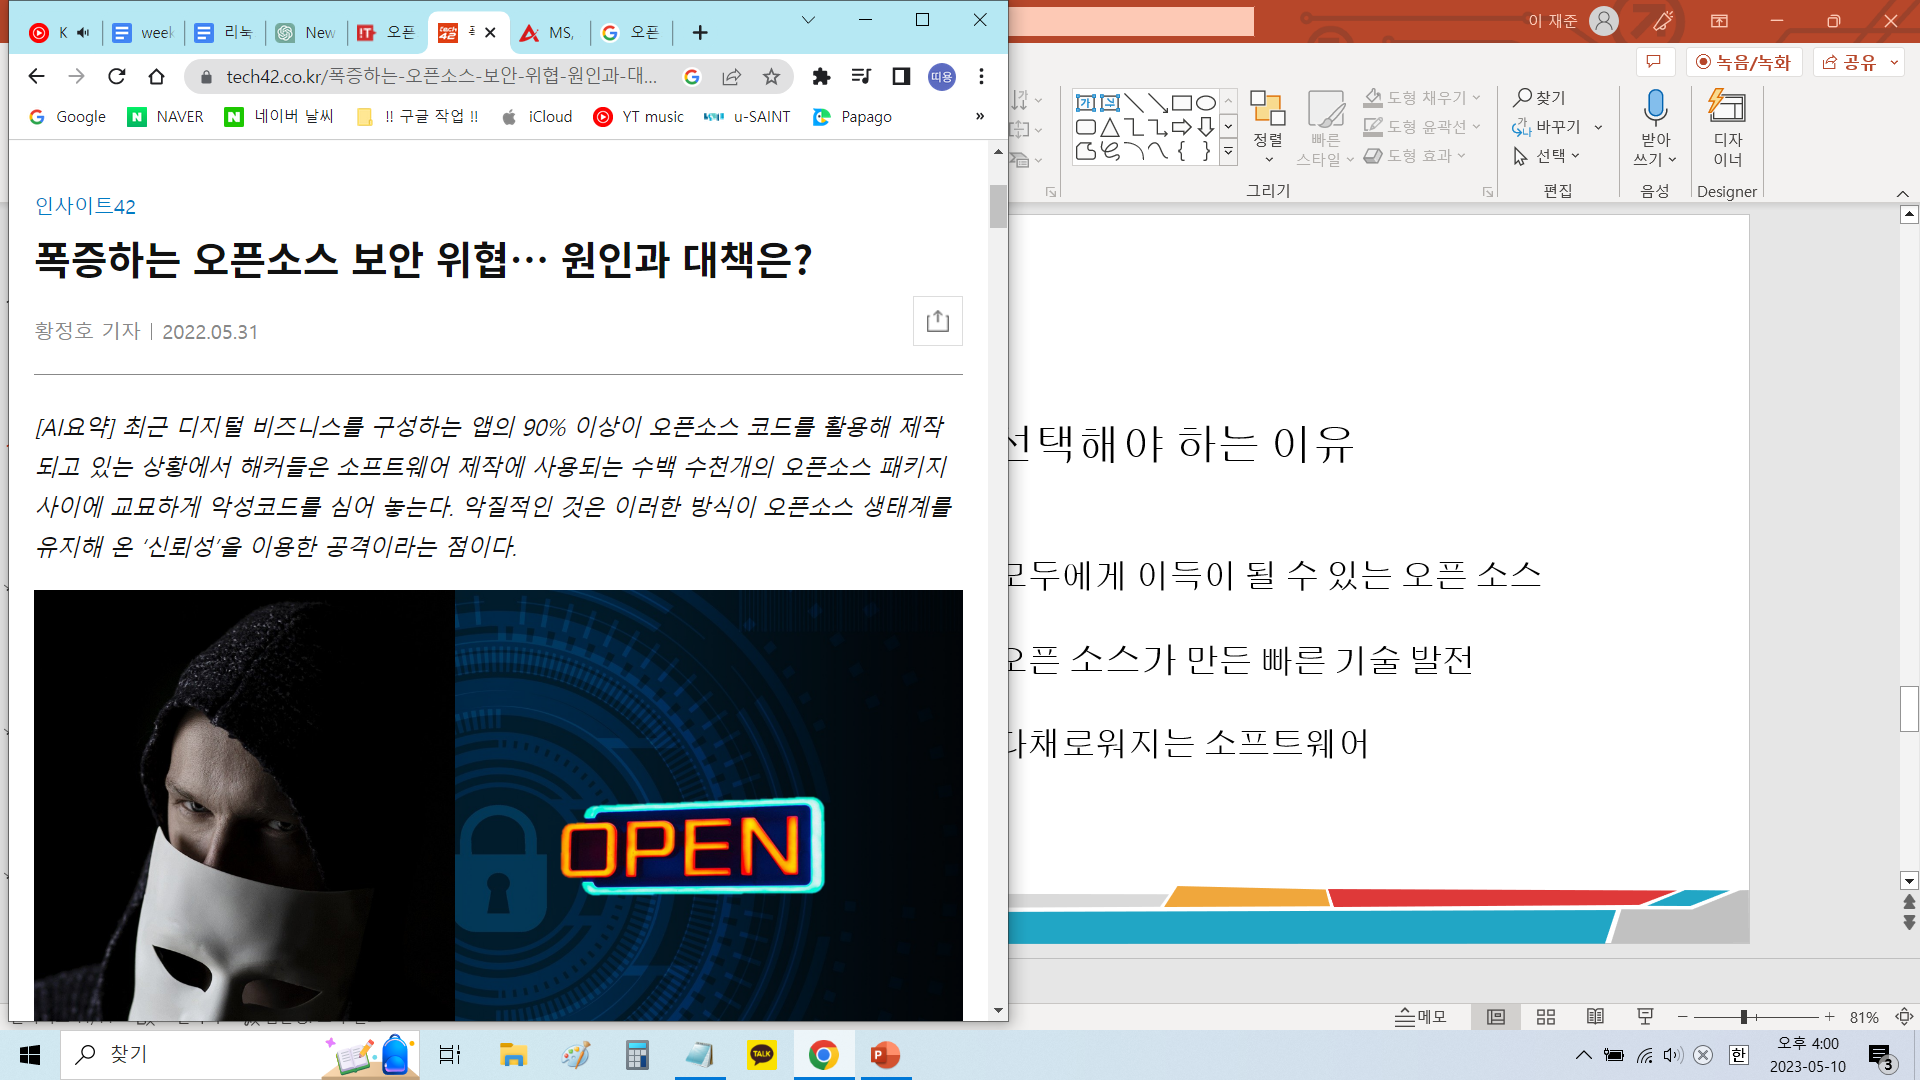 K
week
리눅
New
오픈
MS,
오픈
tech42.co.kr/폭증하는-오픈소스-보안-위협-원인과-대...
띠용
Google
NAVER
네이버 날씨
!! 구글 작업 !!
iCloud
YT music
u-SAINT
Papago
»
인사이트42
폭증하는 오픈소스 보안 위협… 원인과 대책은?
황정호 기자 | 2022.05.31
[AI요약] 최근 디지털 비즈니스를 구성하는 앱의 90% 이상이 오픈소스 코드를 활용해 제작
되고 있는 상황에서 해커들은 소프트웨어 제작에 사용되는 수백 수천개의 오픈소스 패키지
사이에 교묘하게 악성코드를 심어 놓는다. 악질적인 것은 이러한 방식이 오픈소스 생태계를
유지해 온 ‘신뢰성’을 이용한 공격이라는 점이다.
OPEN
이 재준
녹음/녹화
공유
정렬
빠른
스타일
도형 채우기
도형 윤곽선
도형 효과
그리기
찾기
바꾸기
선택
편집
받아
쓰기
음성
디자
이너
Designer
선택해야 하는 이유
모두에게 이득이 될 수 있는 오픈 소스
오픈 소스가 만든 빠른 기술 발전
다채로워지는 소프트웨어
메모
81%
찾기
TALK
한
오후 4:00
2023-05-10
3